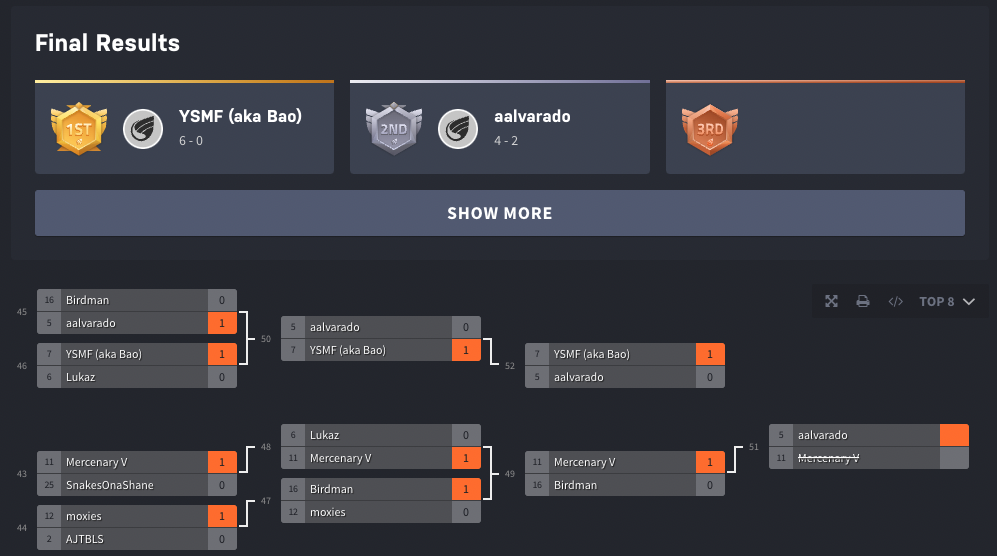 Final Results
1ST
YSMF (aka Bao)
6 - 0
2ND
aalvarado
4 - 2
3RD
SHOW MORE
TOP 8
45
16 Birdman 0
5 aalvarado 1
46
7 YSMF (aka Bao) 1
6 Lukaz 0
50
5 aalvarado 0
7 YSMF (aka Bao) 1
52
7 YSMF (aka Bao) 1
5 aalvarado 0
43
11 Mercenary V 1
25 SnakesOnaShane 0
44
12 moxies 1
2 AJTBLS 0
48
6 Lukaz 0
11 Mercenary V 1
47
16 Birdman 1
12 moxies 0
49
11 Mercenary V 1
16 Birdman 0
51
5 aalvarado
11 Mercenary V